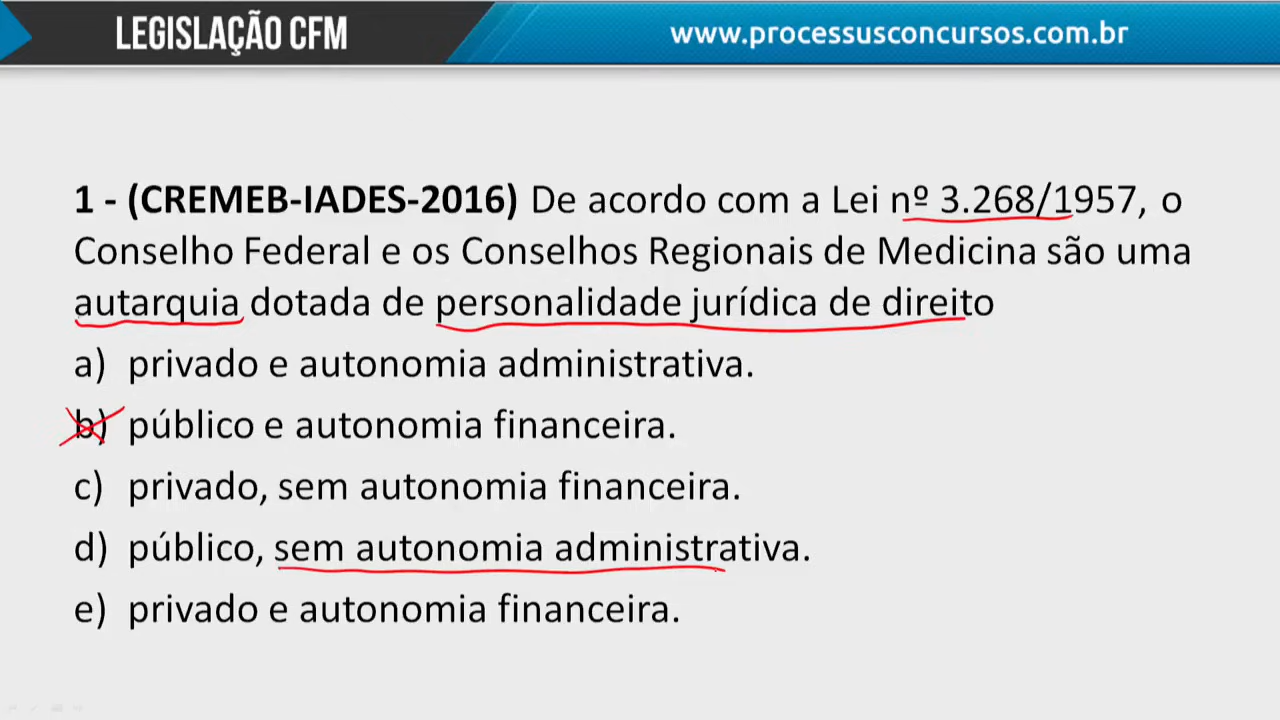 LEGISLAÇÃO CFM
www.processusconcursos.com.br
1 - (CREMEB-IADES-2016) De acordo com a Lei nº 3.268/1957, o
Conselho Federal e os Conselhos Regionais de Medicina são uma
autarquia dotada de personalidade jurídica de direito
a) privado e autonomia administrativa.
b) público e autonomia financeira.
c) privado, sem autonomia financeira.
d) público, sem autonomia administrativa.
e) privado e autonomia financeira.